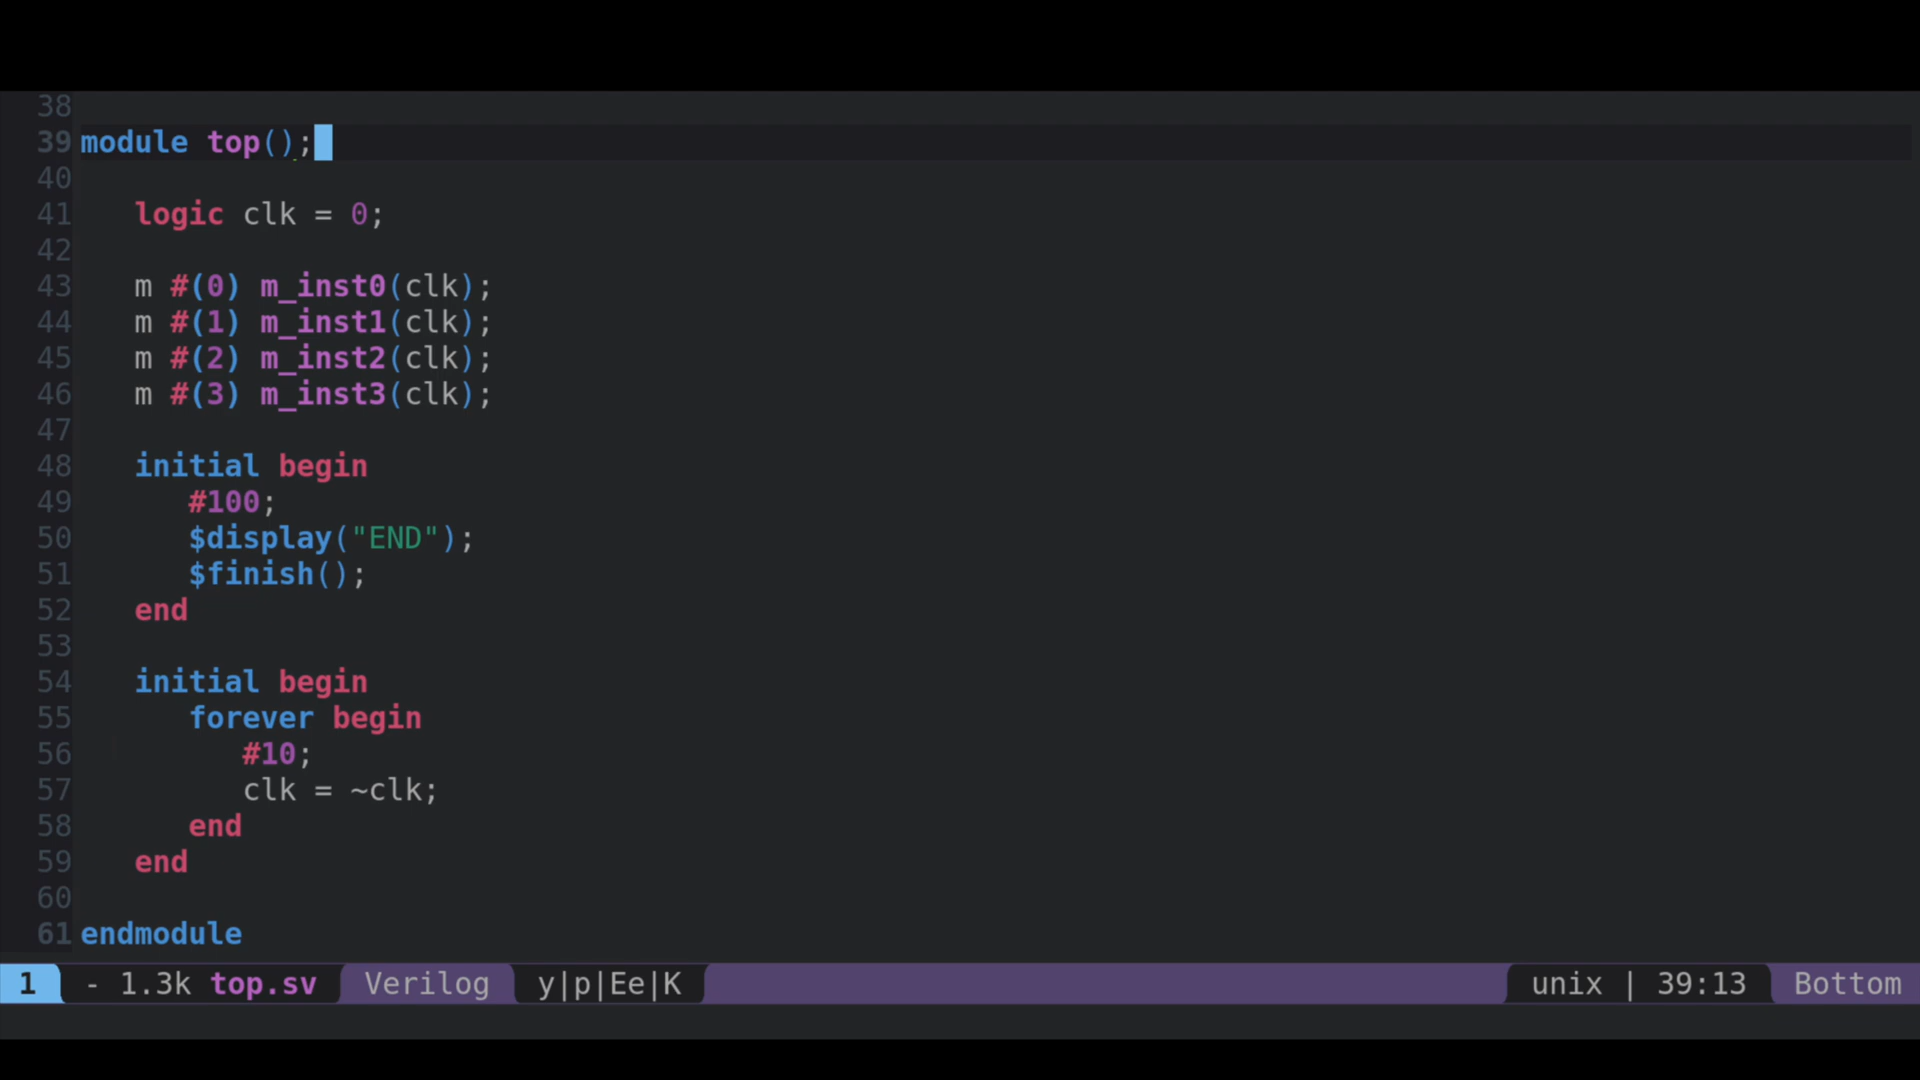 38
39 module top();
40
41 logic clk = 0;
42
43 m #(0) m_inst0(clk);
44 m #(1) m_inst1(clk);
45 m #(2) m_inst2(clk);
46 m #(3) m_inst3(clk);
47
48 initial begin
49 #100;
50 $display("END");
51 $finish();
52 end
53
54 initial begin
55 forever begin
56 #10;
57 clk = ~clk;
58 end
59 end
60
61 endmodule
1 - 1.3k top.sv Verilog y|p|Ee|K unix | 39:13 Bottom